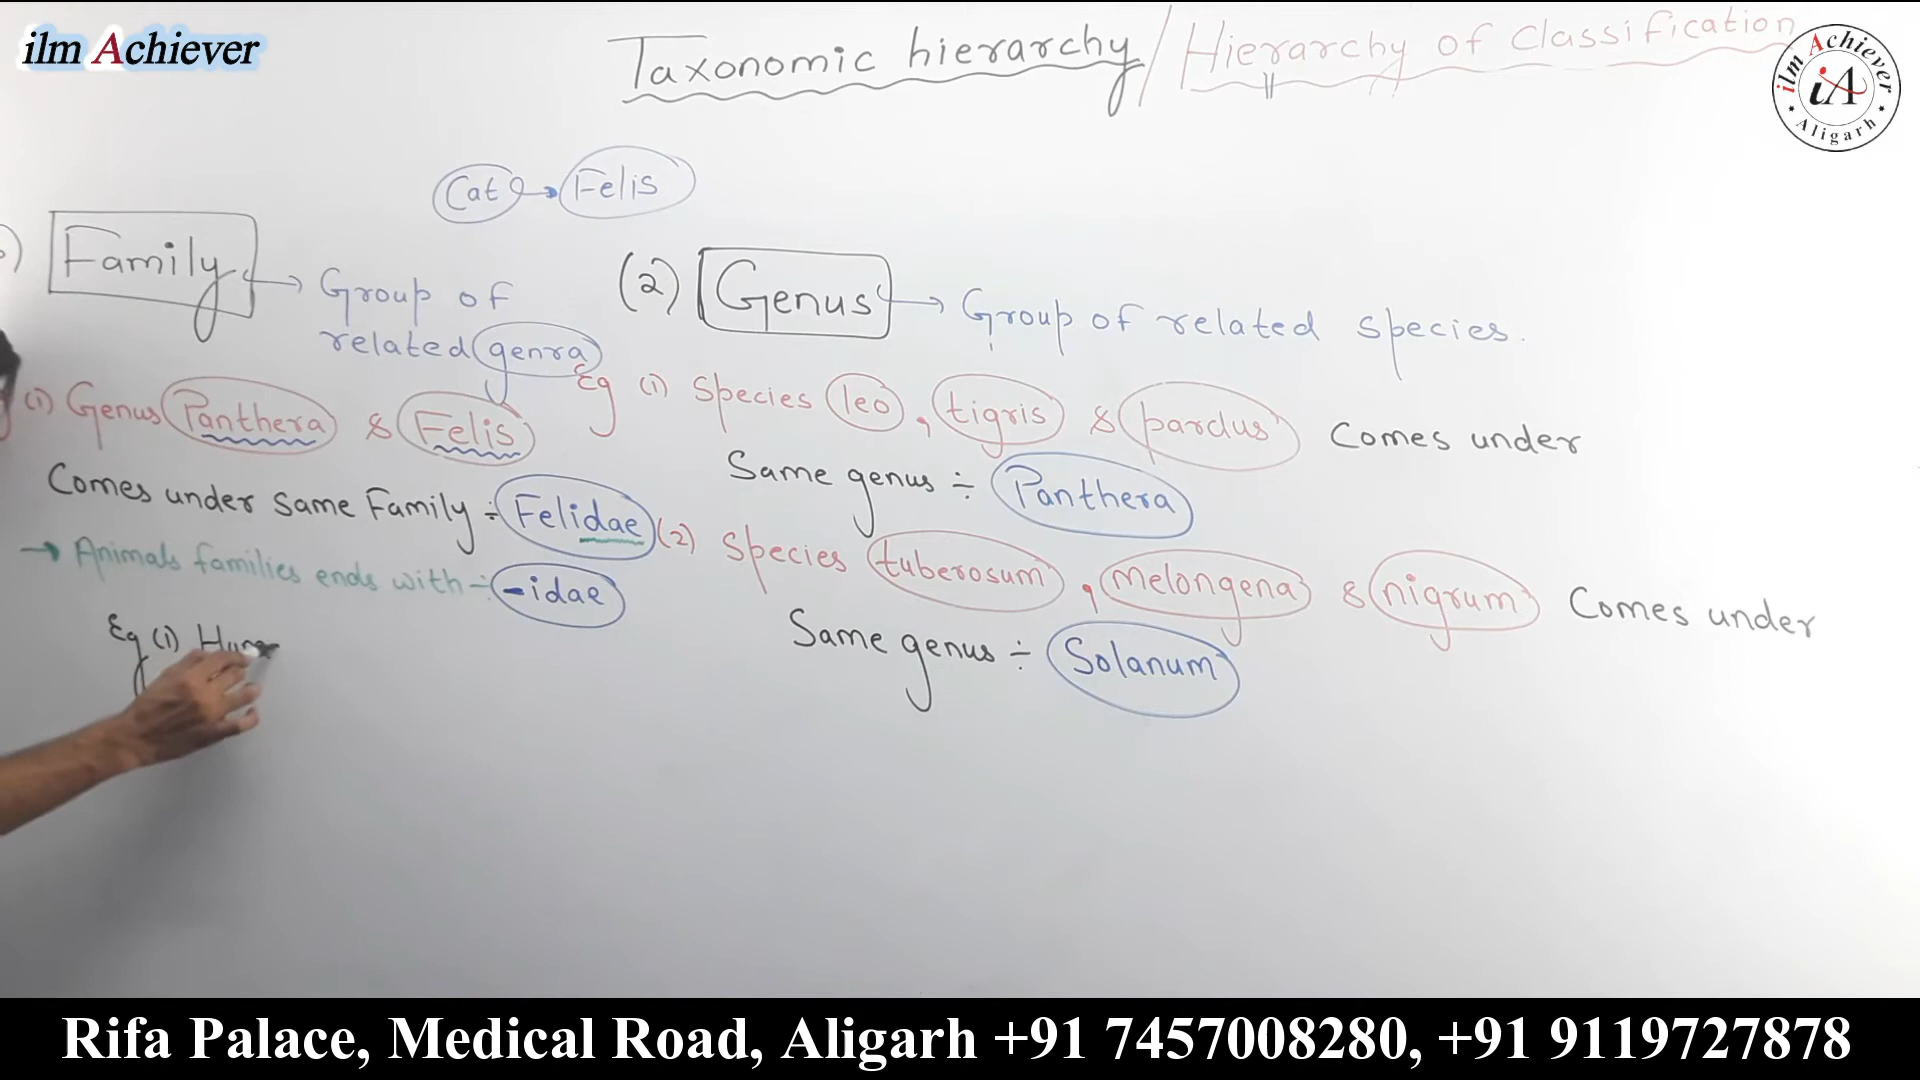 ilm Achiever
Taxonomic hierarchy / Hierarchy of Classification
ilm Achiever
iA
Aligarh
Cat → Felis
) Family → Group of
related genra
(1) Genus Panthera & Felis
Comes under same Family ÷ Felidae
→ Animals families ends with ÷ -idae
Eg (1)
(2) Genus → Group of related species.
Eg (1) Species leo, tigris & pardus Comes under
Same genus ÷ Panthera
(2) Species tuberosum, melongena & nigrum Comes under
Same genus ÷ Solanum
Rifa Palace, Medical Road, Aligarh +91 7457008280, +91 9119727878